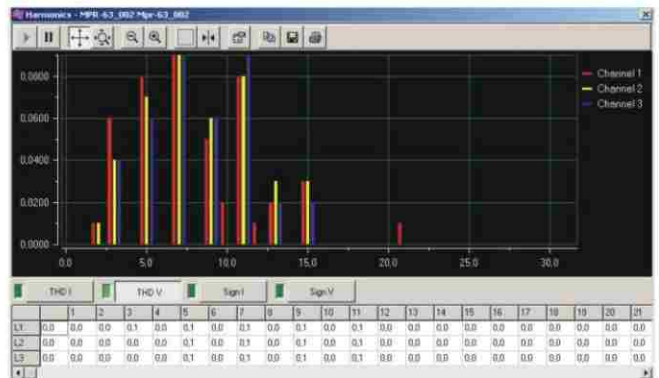 Harmonics - MPR-63_002 Mpr-63_002
0.0800
Channel 1
Channel 2
Channel 3
0.0600
0.0400
0.0200
0.0000
0,0 5,0 10,0 15,0 20,0 25,0 30,0
THD I THD V Sign I Sign V
1 2 3 4 5 6 7 8 9 10 11 12 13 14 15 16 17 18 19 20 21
L1 0,0 0,0 0,0 0,1 0,0 0,1 0,0 0,1 0,0 0,1 0,0 0,1 0,0 0,0 0,0 0,0 0,0 0,0 0,0 0,0 0,0 0,0
L2 0,0 0,0 0,0 0,0 0,0 0,1 0,0 0,1 0,0 0,1 0,0 0,1 0,0 0,0 0,0 0,0 0,0 0,0 0,0 0,0 0,0 0,0
L3 0,0 0,0 0,0 0,0 0,0 0,1 0,0 0,1 0,0 0,1 0,0 0,1 0,0 0,0 0,0 0,0 0,0 0,0 0,0 0,0 0,0 0,0